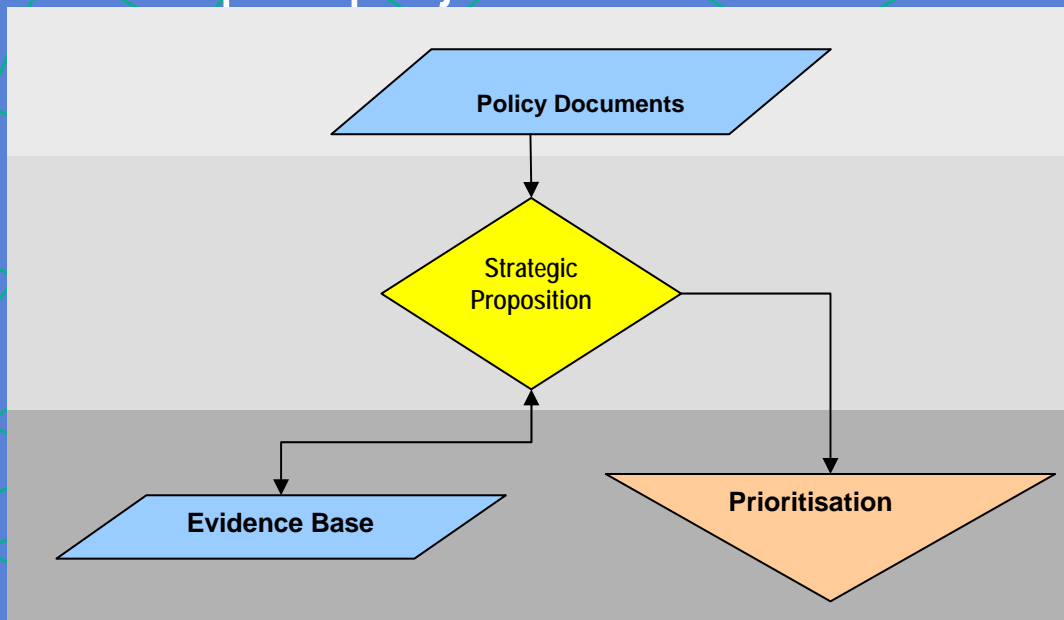 Policy Documents
Strategic
Proposition
Evidence Base
Prioritisation